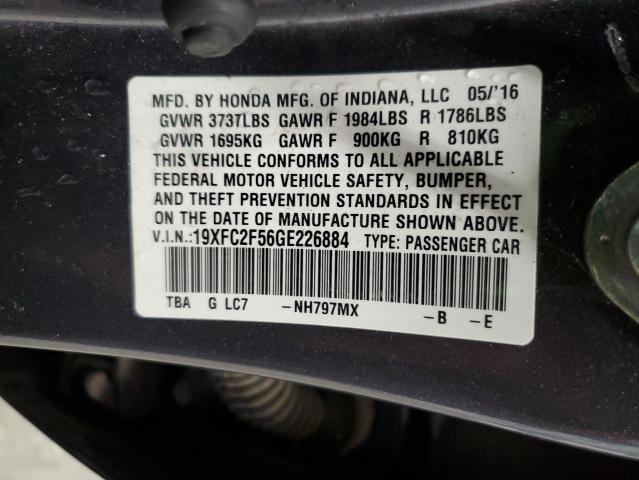 MFD. BY HONDA MFG. OF INDIANA, LLC 05/'16
GVWR 3737LBS GAWR F 1984LBS R 1786LBS
GVWR 1695KG GAWR F 900KG R 810KG
THIS VEHICLE CONFORMS TO ALL APPLICABLE
FEDERAL MOTOR VEHICLE SAFETY, BUMPER,
AND THEFT PREVENTION STANDARDS IN EFFECT
ON THE DATE OF MANUFACTURE SHOWN ABOVE.
V.I.N.:19XFC2F56GE226884 TYPE: PASSENGER CAR
TBA G LC7 -NH797MX -B -E